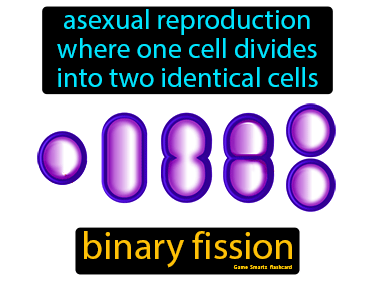 asexual reproduction
where one cell divides
into two identical cells
binary fission
Game Smartz flashcard